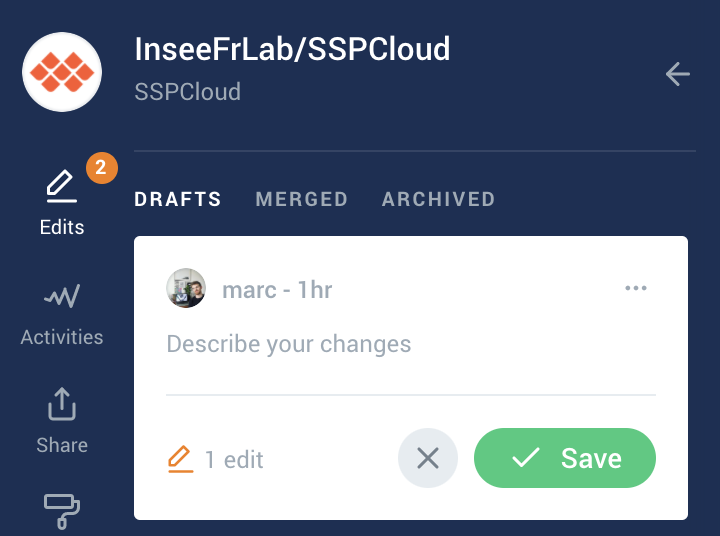 InseeFrLab/SSPCloud
SSPCloud
2
Edits
DRAFTS MERGED ARCHIVED
marc - 1hr
Activities
Describe your changes
Share
1 edit
Save